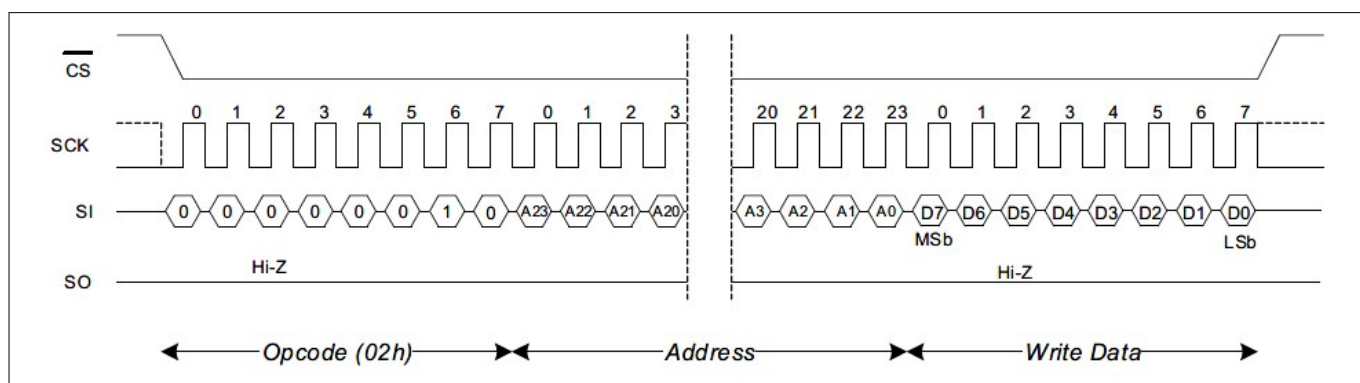 CS
0 1 2 3 4 5 6 7 0 1 2 3 20 21 22 23 0 1 2 3 4 5 6 7
SCK
SI 0 0 0 0 0 0 1 0 A23 A22 A21 A20 A3 A2 A1 A0 D7 D6 D5 D4 D3 D2 D1 D0
MSb LSb
Hi-Z Hi-Z
SO
Opcode (02h) Address Write Data